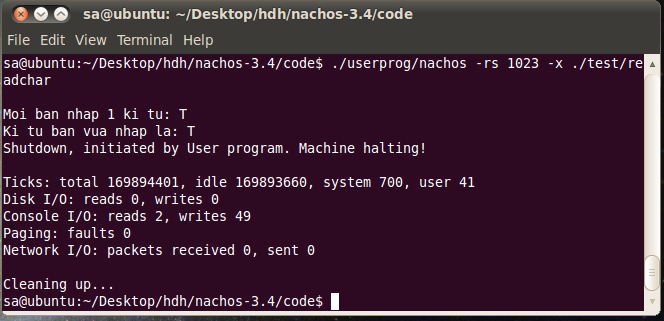 sa@ubuntu: ~/Desktop/hdh/nachos-3.4/code
File Edit View Terminal Help
sa@ubuntu:~/Desktop/hdh/nachos-3.4/code$ ./userprog/nachos -rs 1023 -x ./test/re
adchar
Moi ban nhap 1 ki tu: T
Ki tu ban vua nhap la: T
Shutdown, initiated by User program. Machine halting!
Ticks: total 169894401, idle 169893660, system 700, user 41
Disk I/O: reads 0, writes 0
Console I/O: reads 2, writes 49
Paging: faults 0
Network I/O: packets received 0, sent 0
Cleaning up...
sa@ubuntu:~/Desktop/hdh/nachos-3.4/code$